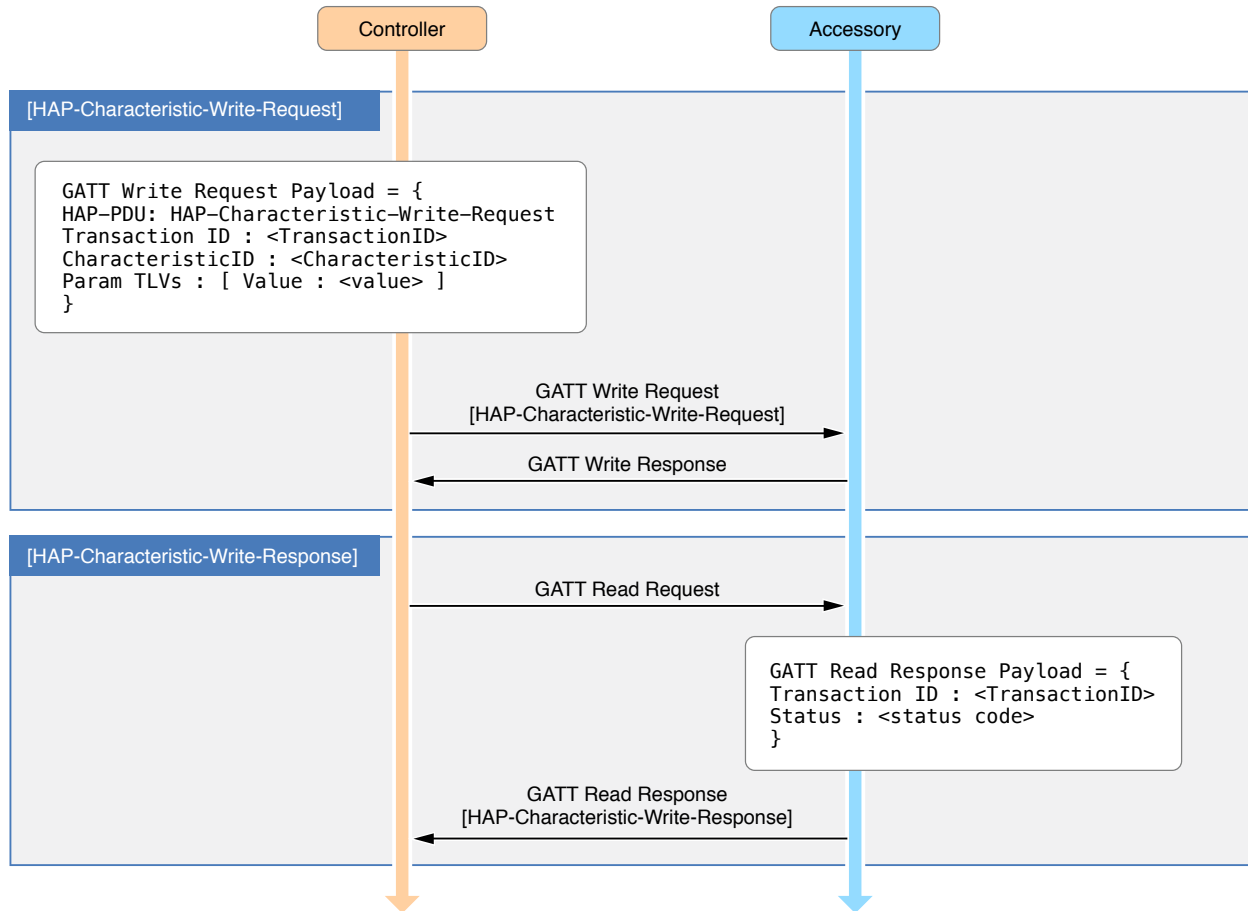 Controller
Accessory
[HAP-Characteristic-Write-Request]
GATT Write Request Payload = {
HAP–PDU: HAP–Characteristic–Write–Request
Transaction ID : <TransactionID>
CharacteristicID : <CharacteristicID>
Param TLVs : [ Value : <value> ]
}
GATT Write Request
[HAP-Characteristic-Write-Request]
GATT Write Response
[HAP-Characteristic-Write-Response]
GATT Read Request
GATT Read Response Payload = {
Transaction ID : <TransactionID>
Status : <status code>
}
GATT Read Response
[HAP-Characteristic-Write-Response]